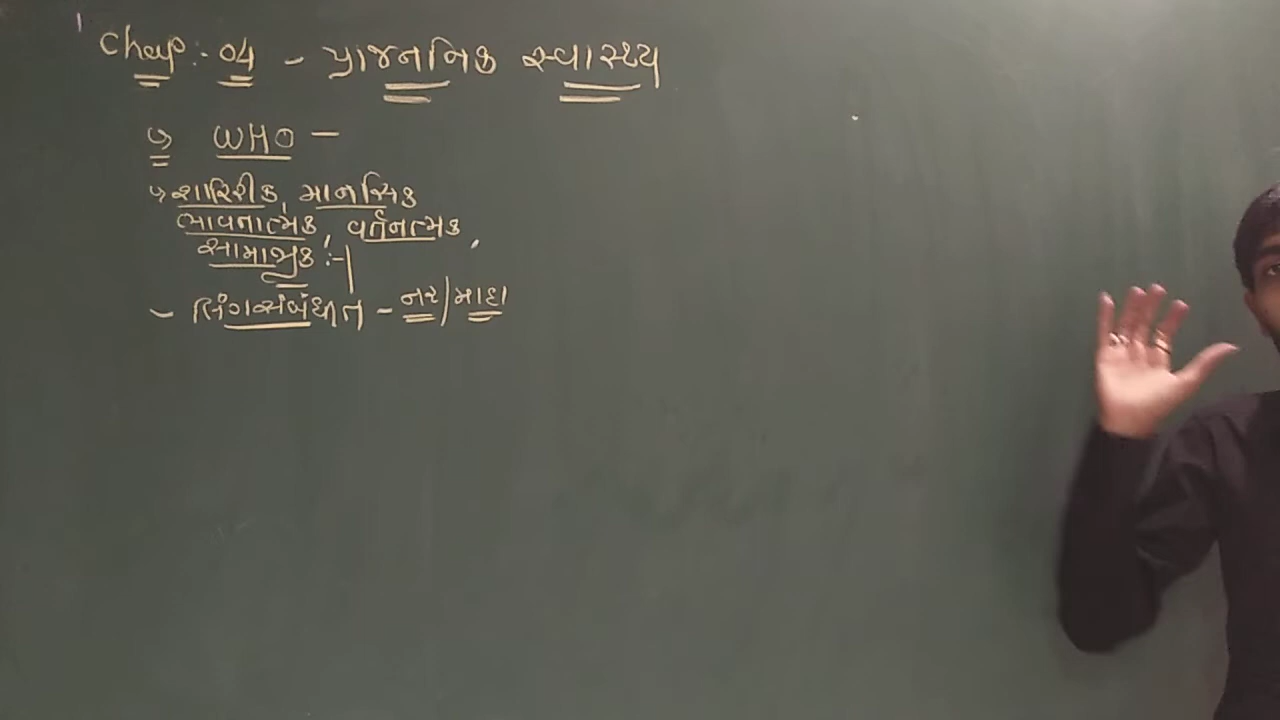 Chap :- 04 - પ્રાજનનિક સ્વાસ્થ્ય
WHO -
શારિરીક, માનસિક
ભાવનાત્મક, વર્તનત્મક,
સામાજીક :-
- લિંગસંબંધીત - નર/માદા